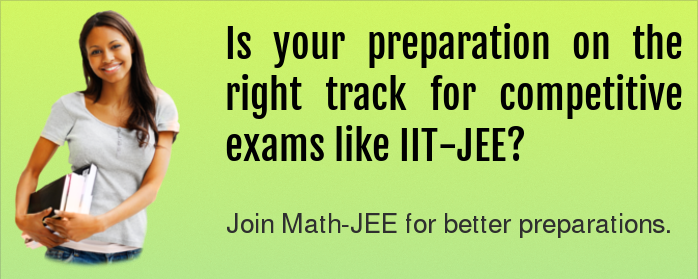 Is your preparation on the
right track for competitive
exams like IIT-JEE?
Join Math-JEE for better preparations.